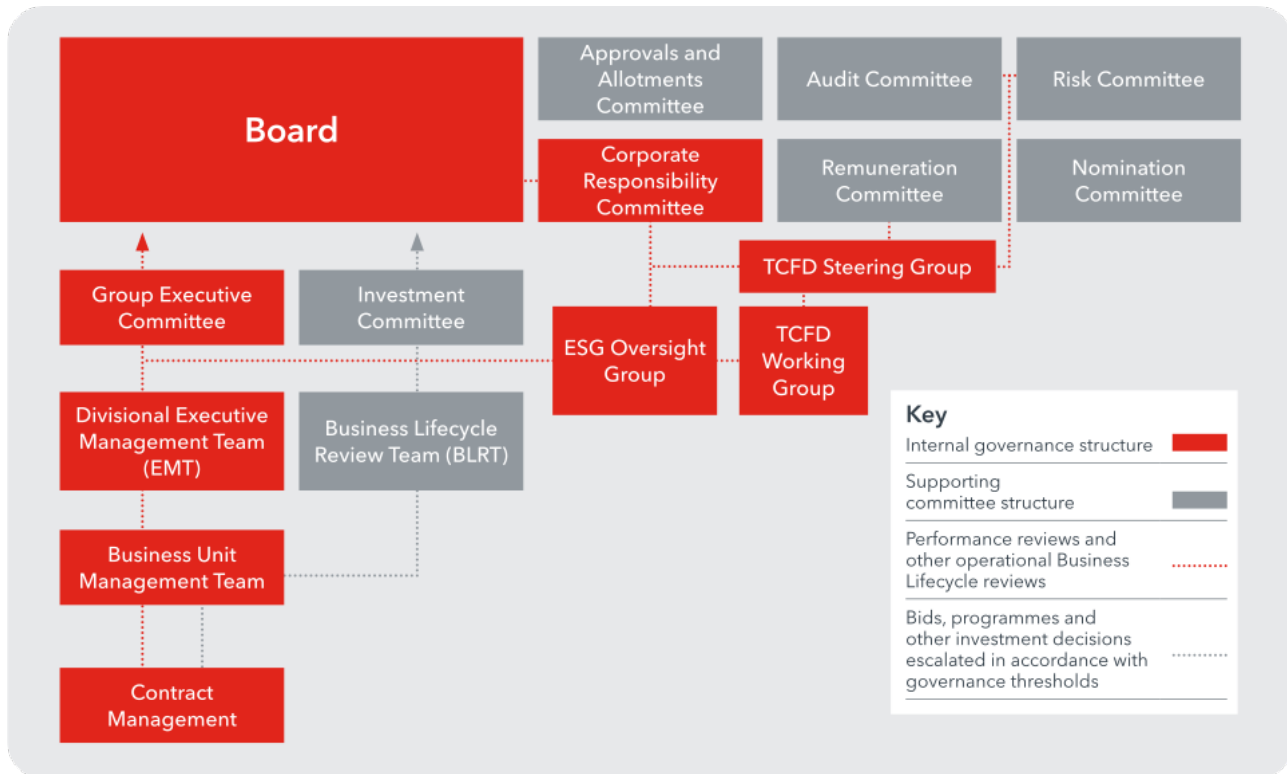 Board
Approvals and
Allotments
Committee
Audit Committee
Risk Committee
Corporate
Responsibility
Committee
Remuneration
Committee
Nomination
Committee
TCFD Steering Group
Group Executive
Committee
Investment
Committee
ESG Oversight
Group
TCFD
Working
Group
Divisional Executive
Management Team
(EMT)
Business Lifecycle
Review Team (BLRT)
Business Unit
Management Team
Contract
Management
Key
Internal governance structure
Supporting
committee structure
Performance reviews and
other operational Business
Lifecycle reviews
Bids, programmes and
other investment decisions
escalated in accordance with
governance thresholds